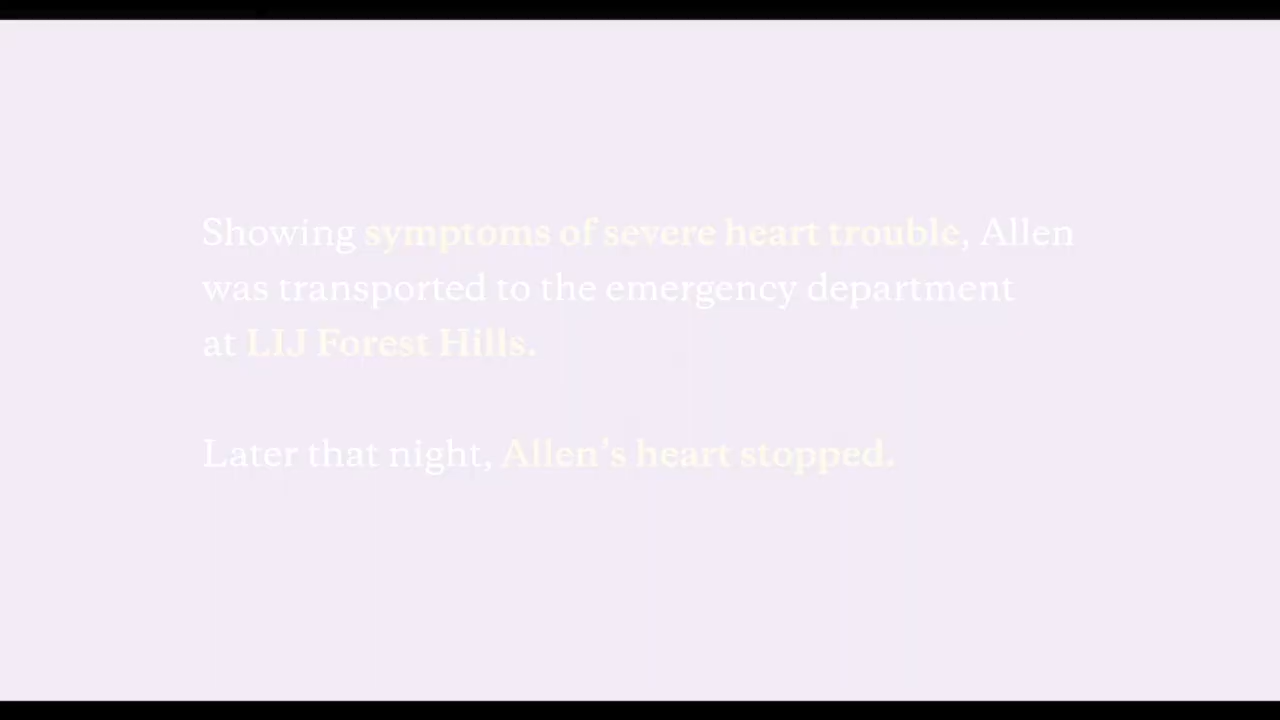 Showing symptoms of severe heart trouble, Allen
was transported to the emergency department
at LIJ Forest Hills.
Later that night, Allen’s heart stopped.